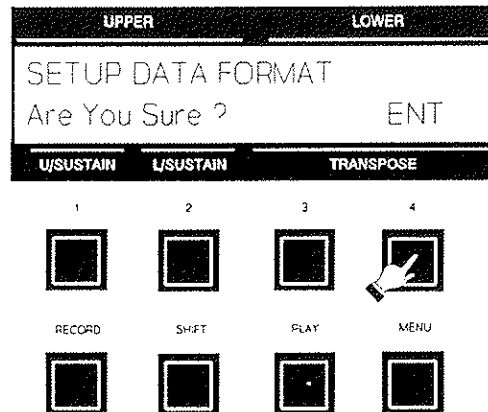 UPPER LOWER
SETUP DATA FORMAT
Are You Sure ? ENT
U/SUSTAIN L/SUSTAIN TRANSPOSE
1 2 3 4
RECORD SHIFT PLAY MENU